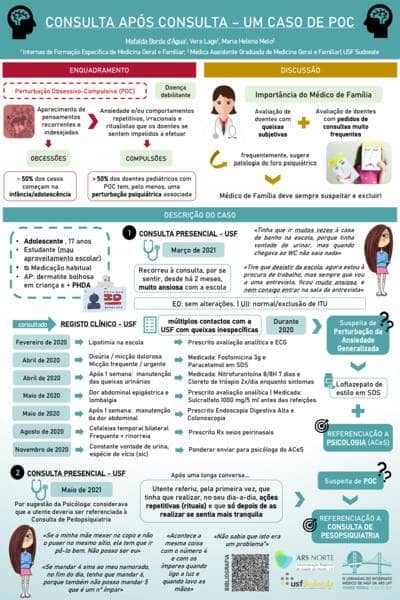 CONSULTA APÓS CONSULTA – UM CASO DE POC
Mafalda Borda d'Água¹, Vera Lage¹, Maria Helena Melo²
¹ Internas de Formação Específica de Medicina Geral e Familiar; ² Médica Assistente Graduada de Medicina Geral e Familiar| USF Sudoeste
ENQUADRAMENTO
Perturbação Obsessivo-Compulsiva (POC)
Doença
debilitante
Aparecimento de
pensamentos
recorrentes e
indesejados
Ansiedade e/ou comportamentos
repetitivos, irracionais e
ritualistas que os doentes se
sentem impelidos a efetuar
OBCESSÕES
COMPULSÕES
≈ 50% dos casos
começam na
infância/adolescência
> 50% dos doentes pediátricos com
POC tem, pelo menos, uma
perturbação psiquiátrica associada
DISCUSSÃO
Importância do Médico de Família
Avaliação de
doentes com
queixas
subjetivas
Avaliação de doentes
com pedidos de
consultas muito
frequentes
frequentemente, sugere
patologia do foro psiquiátrico
Médico de Família deve sempre suspeitar e excluir!
DESCRIÇÃO DO CASO
• Adolescente, 17 anos
• Estudante (mau
aproveitamento escolar)
Medicação habitual
• AP: dermatite bolhosa
em criança e + PHDA
1 CONSULTA PRESENCIAL - USF
Março de 2021
Recorreu à consulta, por se
sentir, desde há 2 meses,
muito ansiosa com a escola
«Tinha que ir muitas vezes à casa
de banho na escola, porque tinha
vontade de urinar, mas quando
chegava ao WC não saía nada»
«Tive que desistir da escola, agora estou à
procura de trabalho, mas sempre que vou
a uma entrevista, ficou muito ansiosa, e
nem consigo entrar na sala de entrevista»
EO: sem alterações. | UII: normal/exclusão de ITU
consultado
REGISTO CLÍNICO - USF
múltiplos contactos com a
USF com queixas inespecíficas
Durante
2020
Fevereiro de 2020
Lipotimia na escola
Prescrito avaliação analítica e ECG
Abril de 2020
Disúria / micção dolorosa
Micção frequente / urgente
Medicada: Fosfomicina 3g e
Paracetamol em SOS
Abril de 2020
Após 1 semana: manutenção
das queixas urinárias
Medicada: Nitrofurantoína 8/8H 7 dias e
Cloreto de tróspio 2x/dia enquanto sintomas
Maio de 2020
Dor abdominal epigástrica e
lombalgia
Prescrito avaliação analítica | Medicada:
Sulcralfato 1000 mg/5 ml antes das refeições
Maio de 2020
Após 1 semana: manutenção
da dor abdominal
Prescrito Endoscopia Digestiva Alta e
Colonoscopia
Agosto de 2020
Cefaleias temporal bilateral
Frequente + rinorreia
Prescrito Rx seios perinasais
Novembro de 2020
Constante vontade de urina,
espécie de vício (sic)
Ponderar enviar para psicóloga do ACeS
Suspeita de
Perturbação da
Ansiedade
Generalizada
Loflazepato de
etilo em SOS
REFERENCIAÇÃO A
PSICOLOGIA (ACeS)
2 CONSULTA PRESENCIAL - USF
Maio de 2021
Por sugestão da Psicóloga: considerava
que a utente deveria ser referenciada à
Consulta de Pedopsiquiatria
Após uma longa conversa...
Utente referiu, pela primeira vez, que
tinha que realizar, no seu dia-a-dia, ações
repetitivas (rituais) e que só depois de as
realizar se sentia mais tranquila
Suspeita de POC
REFERENCIAÇÃO A
CONSULTA DE
PESOPSIQUIATRIA
«Se a minha mãe mexer no copo e não
o puser no mesmo sítio, ela tem que ir
pô-lo bem. Não posso ser eu»
«Se mandar 4 sms ao meu namorado,
no fim do dia, tenho que mandar 6,
porque também não posso mandar 5
que é um nº ímpar»
«Acontece a
mesma coisa
com o número 6
e com os
ímpares quando
ligo a luz e
quando lavo as
mãos»
«Não sabia que isto era
um problema»
BIBLIOGRAFIA
ARS NORTE
usf Sudoeste